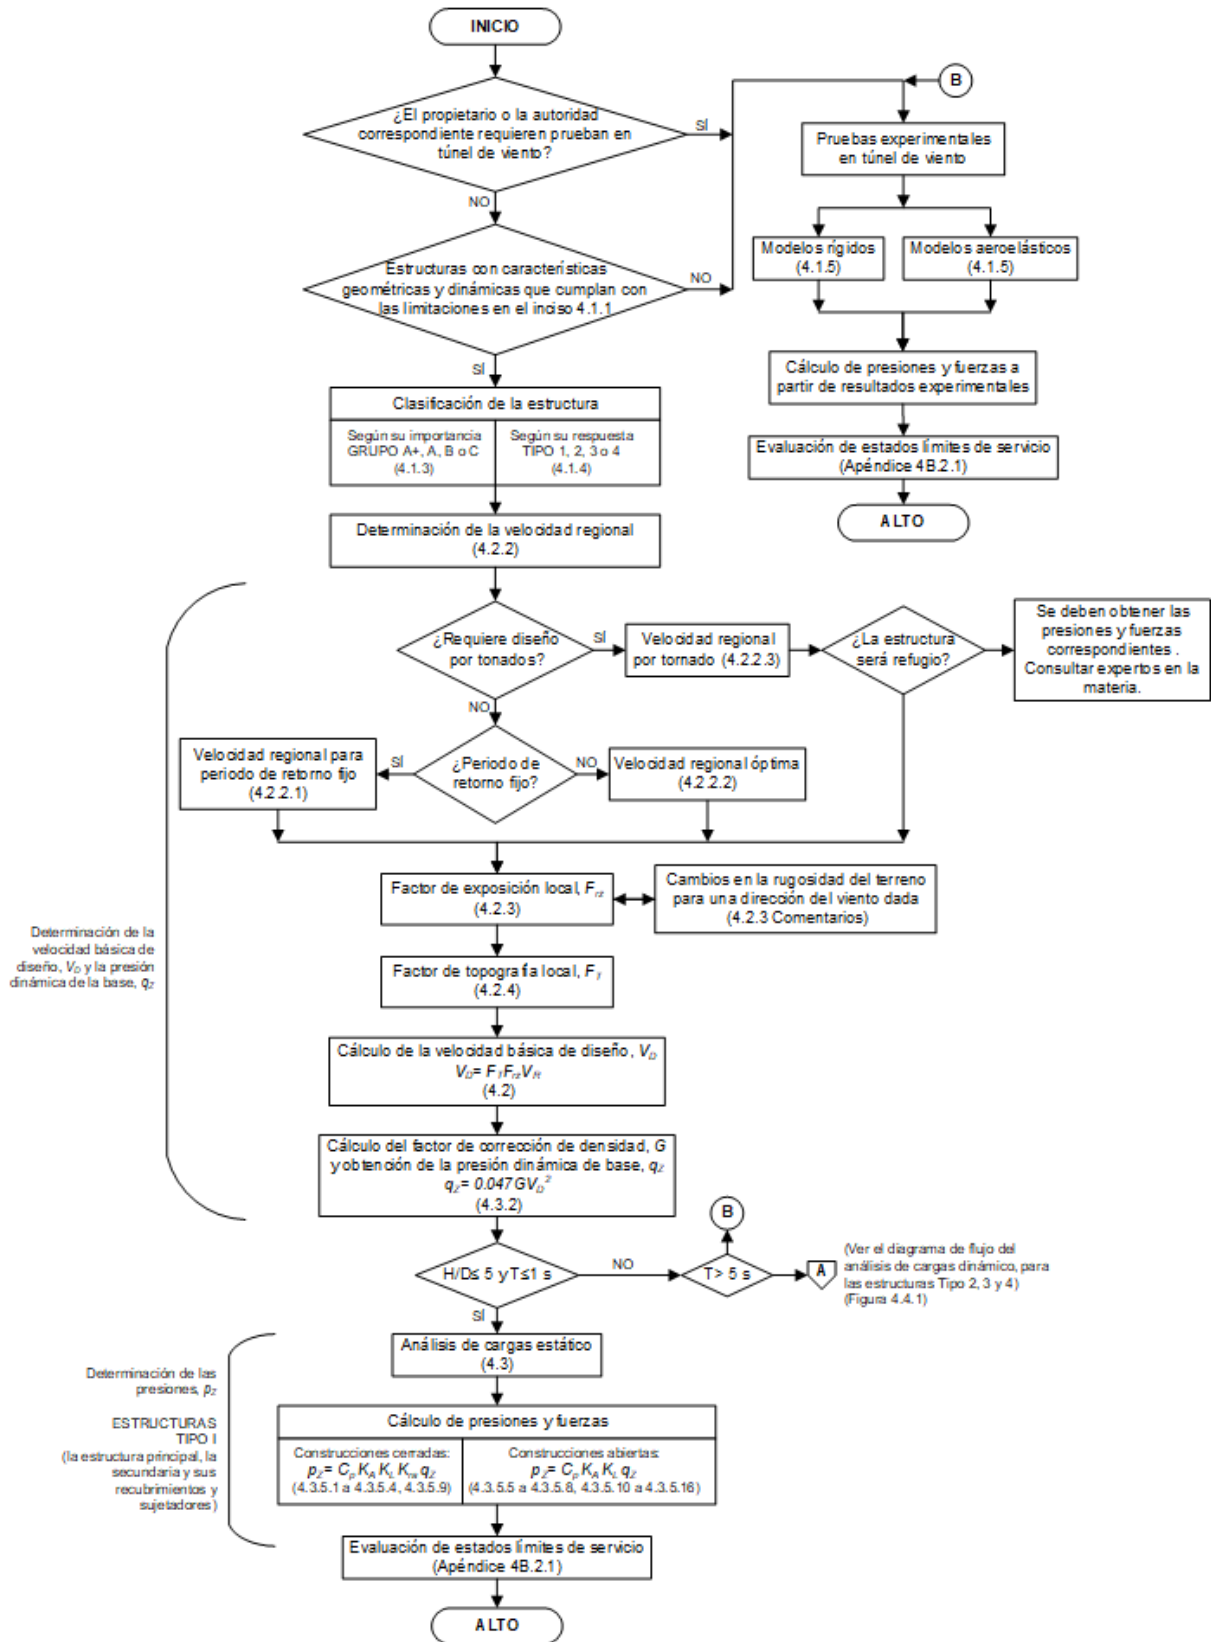 INICIO
¿El propietario o la autoridad
correspondiente requieren prueban en
túnel de viento?
SÍ
NO
B
Pruebas experimentales
en túnel de viento
Modelos rígidos
(4.1.5)
Modelos aeroelásticos
(4.1.5)
Estructuras con características
geométricas y dinámicas que cumplan con
las limitaciones en el inciso 4.1.1
NO
SÍ
Cálculo de presiones y fuerzas a
partir de resultados experimentales
Evaluación de estados límites de servicio
(Apéndice 4B.2.1)
ALTO
Clasificación de la estructura
Según su importancia
GRUPO A+, A, B o C
(4.1.3)
Según su respuesta
TIPO 1, 2, 3 o 4
(4.1.4)
Determinación de la velocidad regional
(4.2.2)
¿Requiere diseño
por tonados?
SÍ
NO
Velocidad regional
por tornado (4.2.2.3)
¿La estructura
será refugio?
Se deben obtener las
presiones y fuerzas
correspondientes .
Consultar expertos en la
materia.
Velocidad regional para
periodo de retorno fijo
(4.2.2.1)
SÍ
¿Periodo de
retorno fijo?
NO
Velocidad regional óptima
(4.2.2.2)
Factor de exposición local, Frz
(4.2.3)
Cambios en la rugosidad del terreno
para una dirección del viento dada
(4.2.3 Comentarios)
Determinación de la
velocidad básica de
diseño, VD y la presión
dinámica de la base, qz
Factor de topografía local, FT
(4.2.4)
Cálculo de la velocidad básica de diseño, VD
VD= FTFrzVR
(4.2)
Cálculo del factor de corrección de densidad, G
y obtención de la presión dinámica de base, qz
qz= 0.047GVD²
(4.3.2)
H/D≤ 5 y T≤1 s
NO
SÍ
T> 5 s
B
A
(Ver el diagrama de flujo del
análisis de cargas dinámico, para
las estructuras Tipo 2, 3 y 4)
(Figura 4.4.1)
Análisis de cargas estático
(4.3)
Determinación de las
presiones, pz
ESTRUCTURAS
TIPO I
(la estructura principal, la
secundaria y sus
recubrimientos y
sujetadores)
Cálculo de presiones y fuerzas
Construcciones cerradas:
pz= Cp KA KL Kre qz
(4.3.5.1 a 4.3.5.4, 4.3.5.9)
Construcciones abiertas:
pz= Cp KA KL qz
(4.3.5.5 a 4.3.5.8, 4.3.5.10 a 4.3.5.16)
Evaluación de estados límites de servicio
(Apéndice 4B.2.1)
ALTO